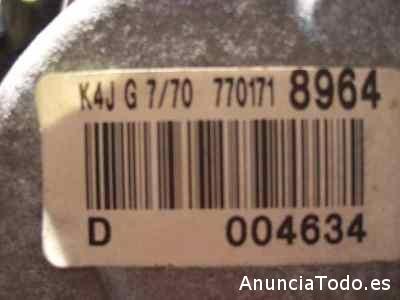 K4J G 7/70 770171 8964
D 004634
AnunciaTodo.es